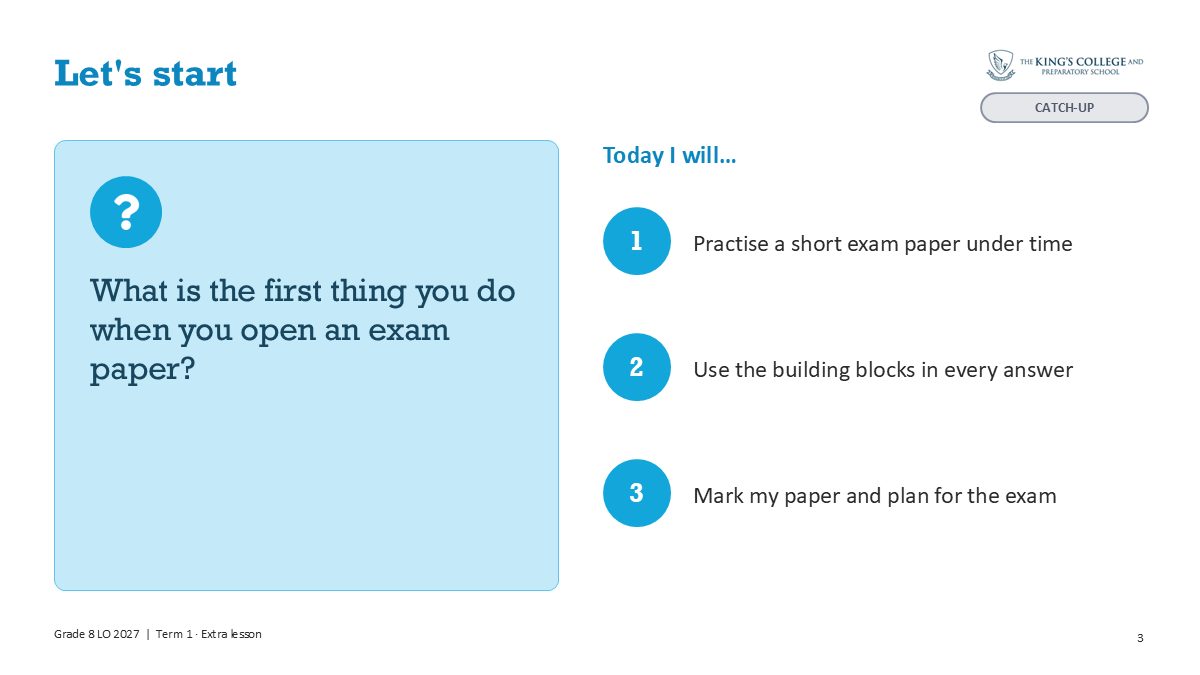 Let's start
THE KING'S COLLEGE AND
PREPARATORY SCHOOL
CATCH-UP
?
What is the first thing you do
when you open an exam
paper?
Today I will...
1
Practise a short exam paper under time
2
Use the building blocks in every answer
3
Mark my paper and plan for the exam
Grade 8 LO 2027 | Term 1 · Extra lesson
3